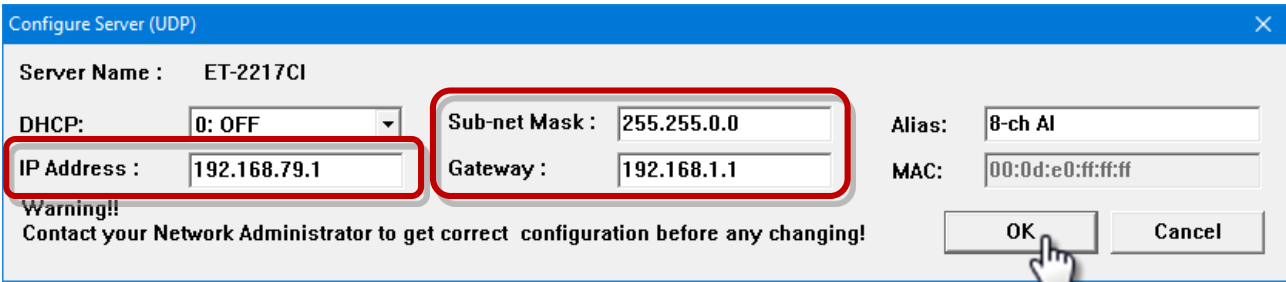 Configure Server (UDP)
Server Name : ET-2217CI
DHCP: 0: OFF Sub-net Mask : 255.255.0.0 Alias: 8-ch AI
IP Address : 192.168.79.1 Gateway : 192.168.1.1 MAC: 00:0d:e0:ff:ff:ff
Warning!!
Contact your Network Administrator to get correct configuration before any changing!
OK Cancel